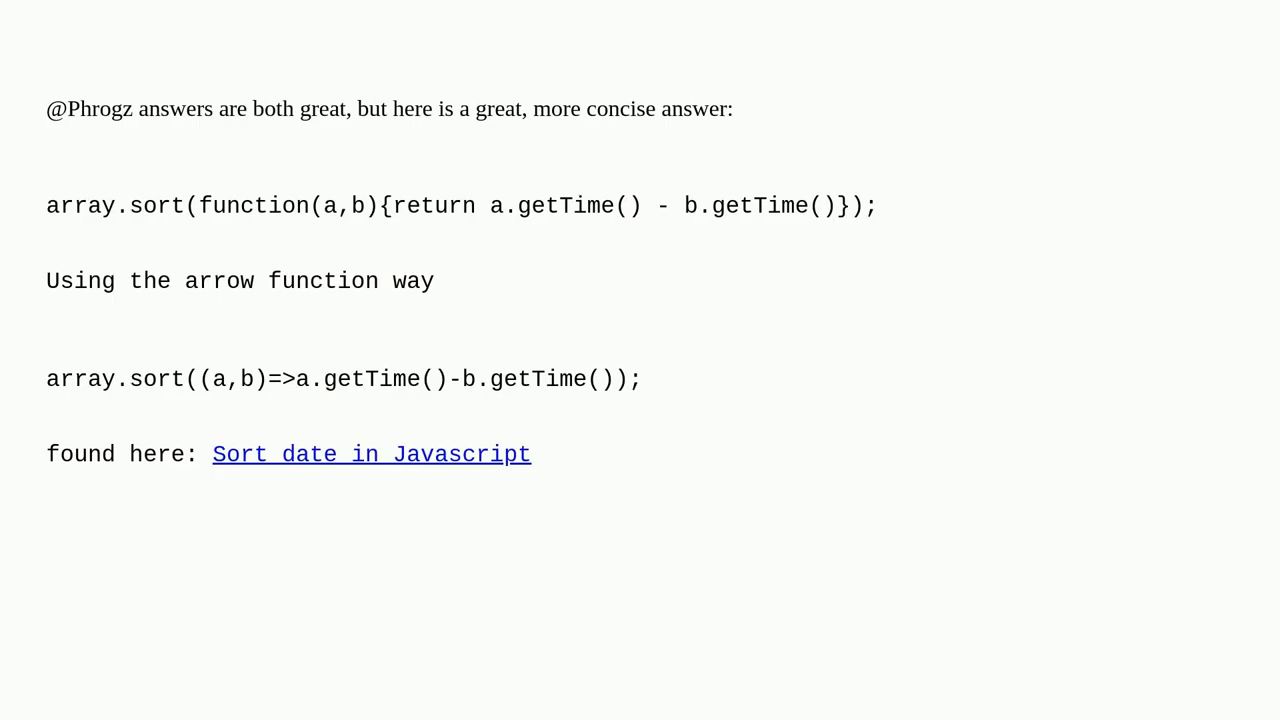 @Phrogz answers are both great, but here is a great, more concise answer:
array.sort(function(a,b){return a.getTime() - b.getTime()});
Using the arrow function way
array.sort((a,b)=>a.getTime()-b.getTime());
found here: Sort date in Javascript